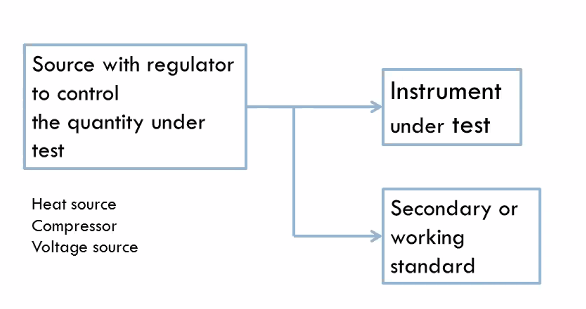 Source with regulator
to control
the quantity under
test
Heat source
Compressor
Voltage source
Instrument
under test
Secondary or
working
standard